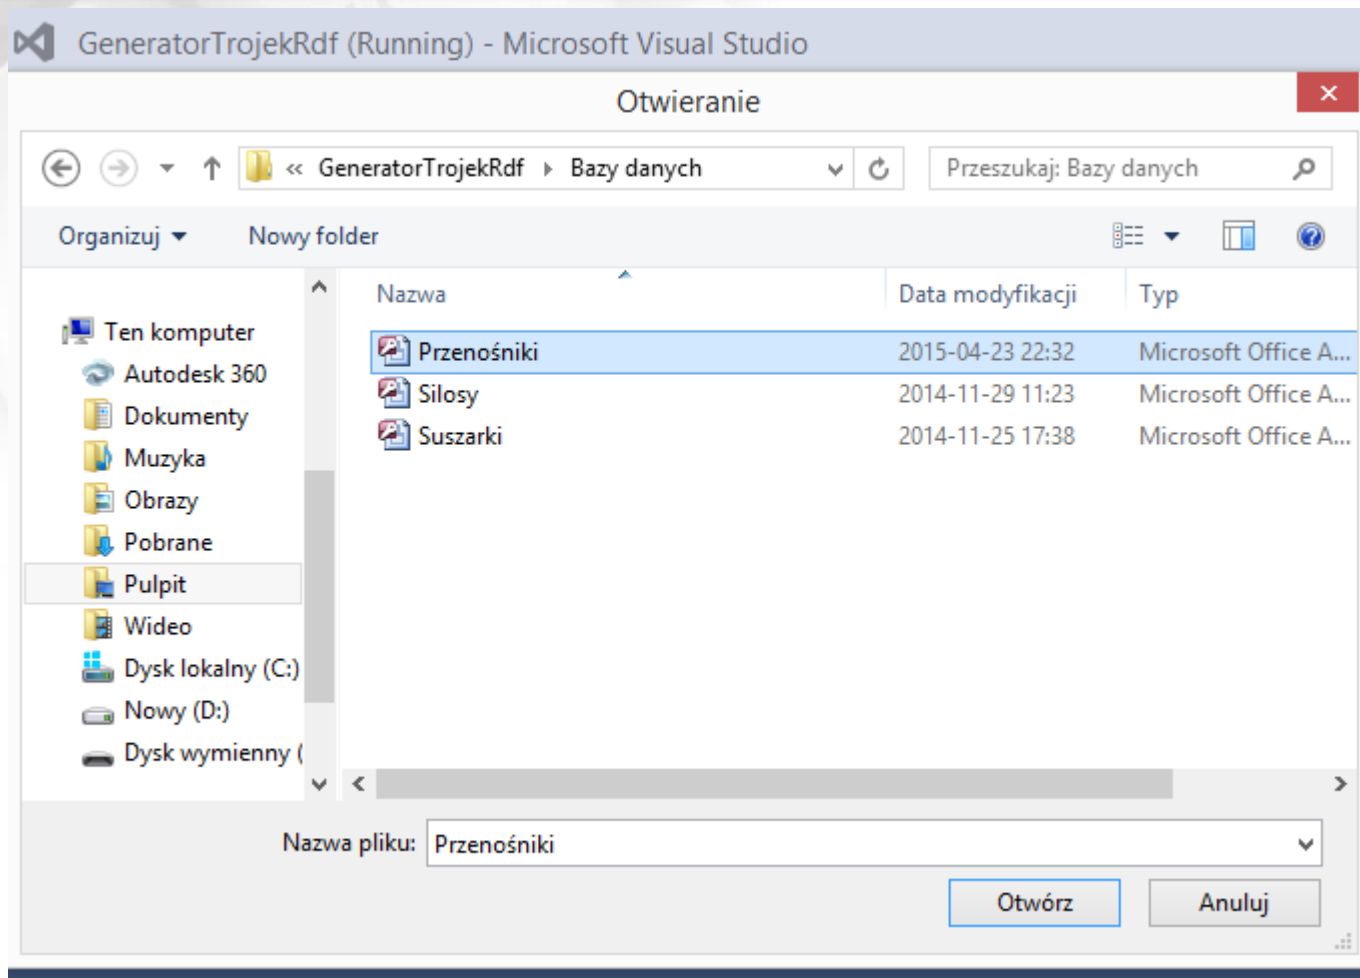 GeneratorTrojekRdf (Running) - Microsoft Visual Studio
Otwieranie
« GeneratorTrojekRdf Bazy danych Przeszukaj: Bazy danych
Organizuj Nowy folder
Nazwa Data modyfikacji Typ
Ten komputer
Autodesk 360
Dokumenty
Muzyka
Obrazy
Pobrane
Pulpit
Wideo
Dysk lokalny (C:)
Nowy (D:)
Dysk wymienny (
Przenośniki 2015-04-23 22:32 Microsoft Office A...
Silosy 2014-11-29 11:23 Microsoft Office A...
Suszarki 2014-11-25 17:38 Microsoft Office A...
Nazwa pliku: Przenośniki
Otwórz Anuluj